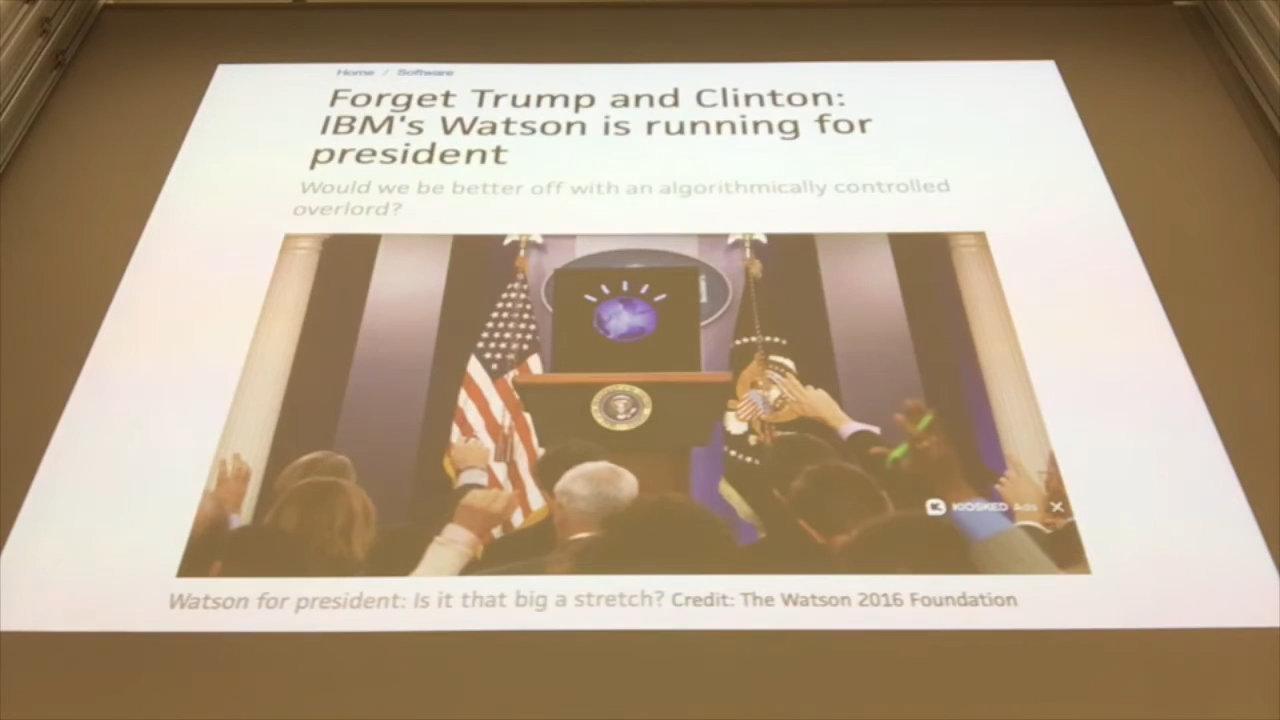 Home / Software
Forget Trump and Clinton:
IBM's Watson is running for
president
Would we be better off with an algorithmically controlled
overlord?
KIOSKED Ads X
Watson for president: Is it that big a stretch? Credit: The Watson 2016 Foundation